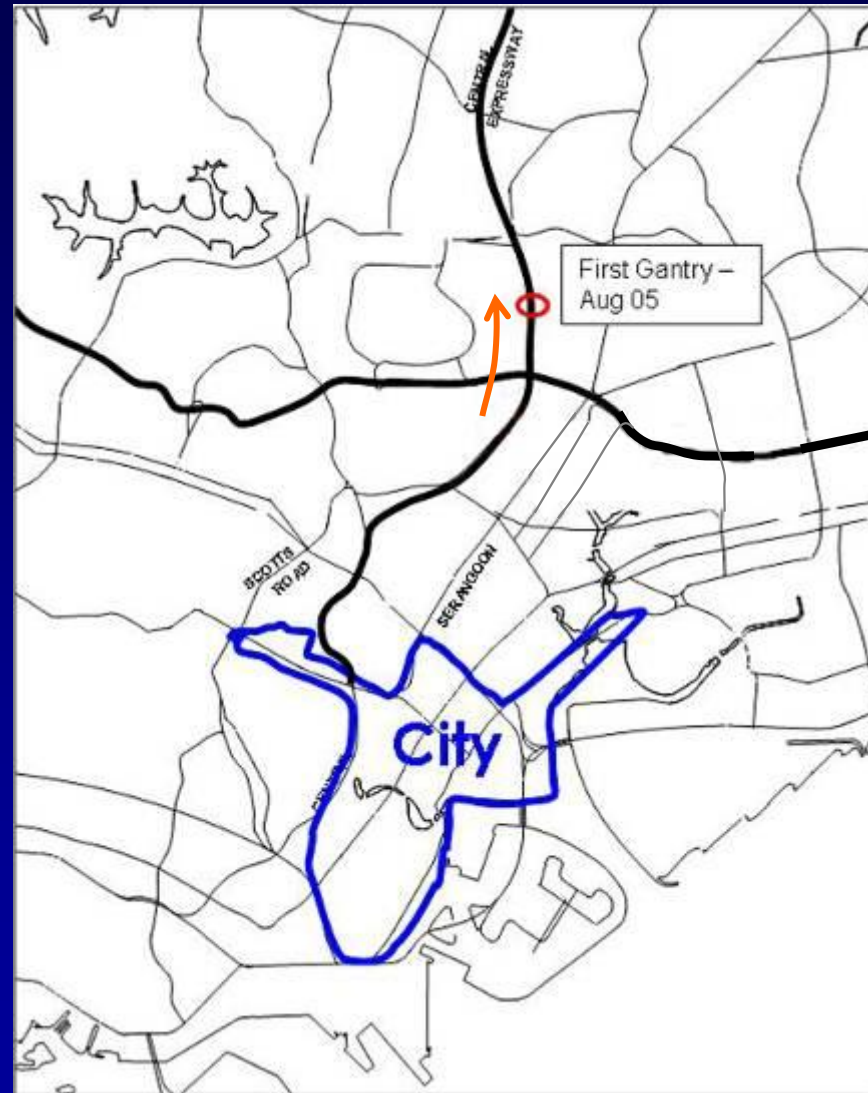 CENTRAL
EXPRESSWAY
First Gantry –
Aug 05
SCOTTS
ROAD
SERANGOON
City